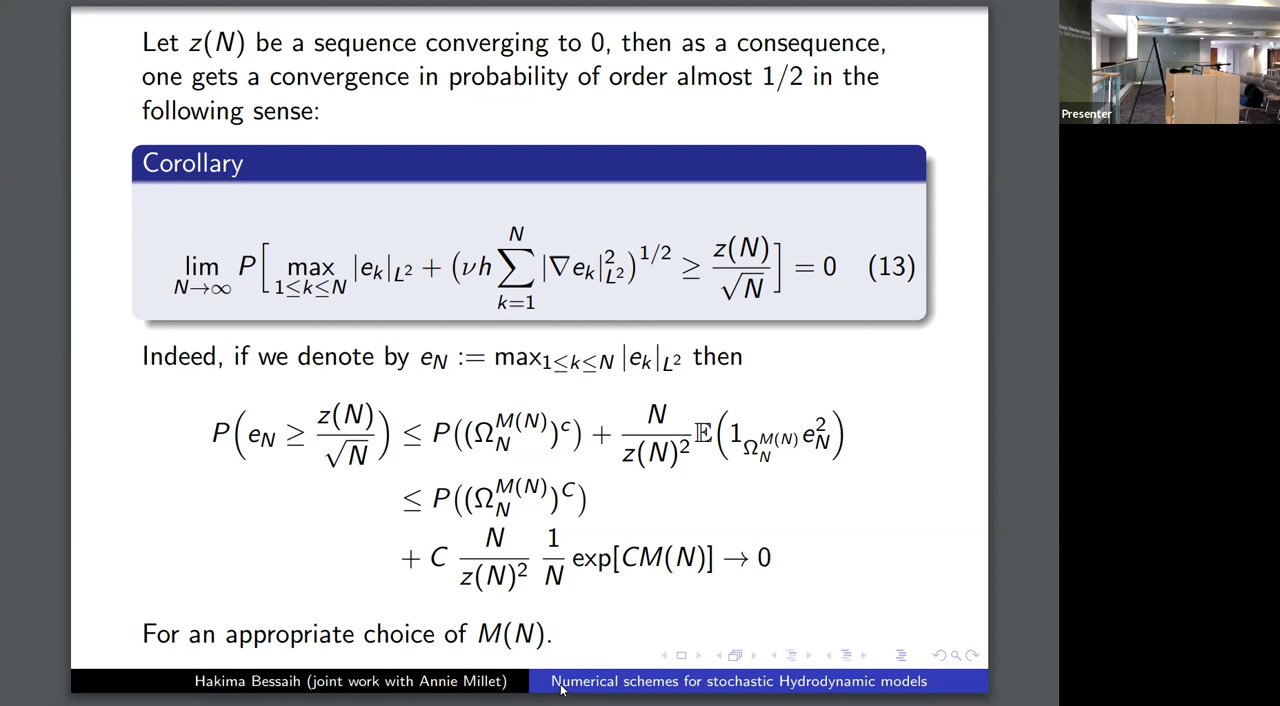 Let z(N) be a sequence converging to 0, then as a consequence,
one gets a convergence in probability of order almost 1/2 in the
following sense:
Corollary
lim_{N→∞} P[ max_{1≤k≤N} |e_k|_{L^2} + (νh ∑_{k=1}^{N} |∇e_k|^2_{L^2})^{1/2} ≥ z(N)/√N ] = 0 (13)
Indeed, if we denote by e_N := max_{1≤k≤N} |e_k|_{L^2} then
P(e_N ≥ z(N)/√N) ≤ P((Ω_N^{M(N)})^c) + N/z(N)^2 𝔼(1_{Ω_N^{M(N)}} e_N^2)
≤ P((Ω_N^{M(N)})^C)
+ C N/z(N)^2 1/N exp[CM(N)] → 0
For an appropriate choice of M(N).
Hakima Bessaih (joint work with Annie Millet) Numerical schemes for stochastic Hydrodynamic models
Presenter